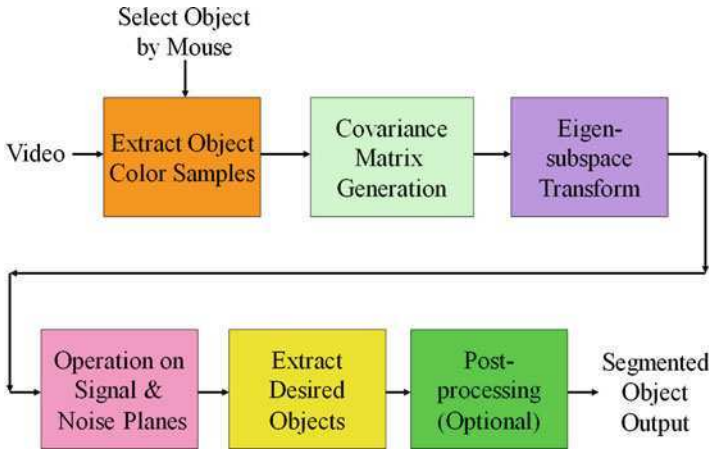 Select Object
by Mouse
Video
Extract Object
Color Samples
Covariance
Matrix
Generation
Eigen-
subspace
Transform
Operation on
Signal &
Noise Planes
Extract
Desired
Objects
Post-
processing
(Optional)
Segmented
Object
Output